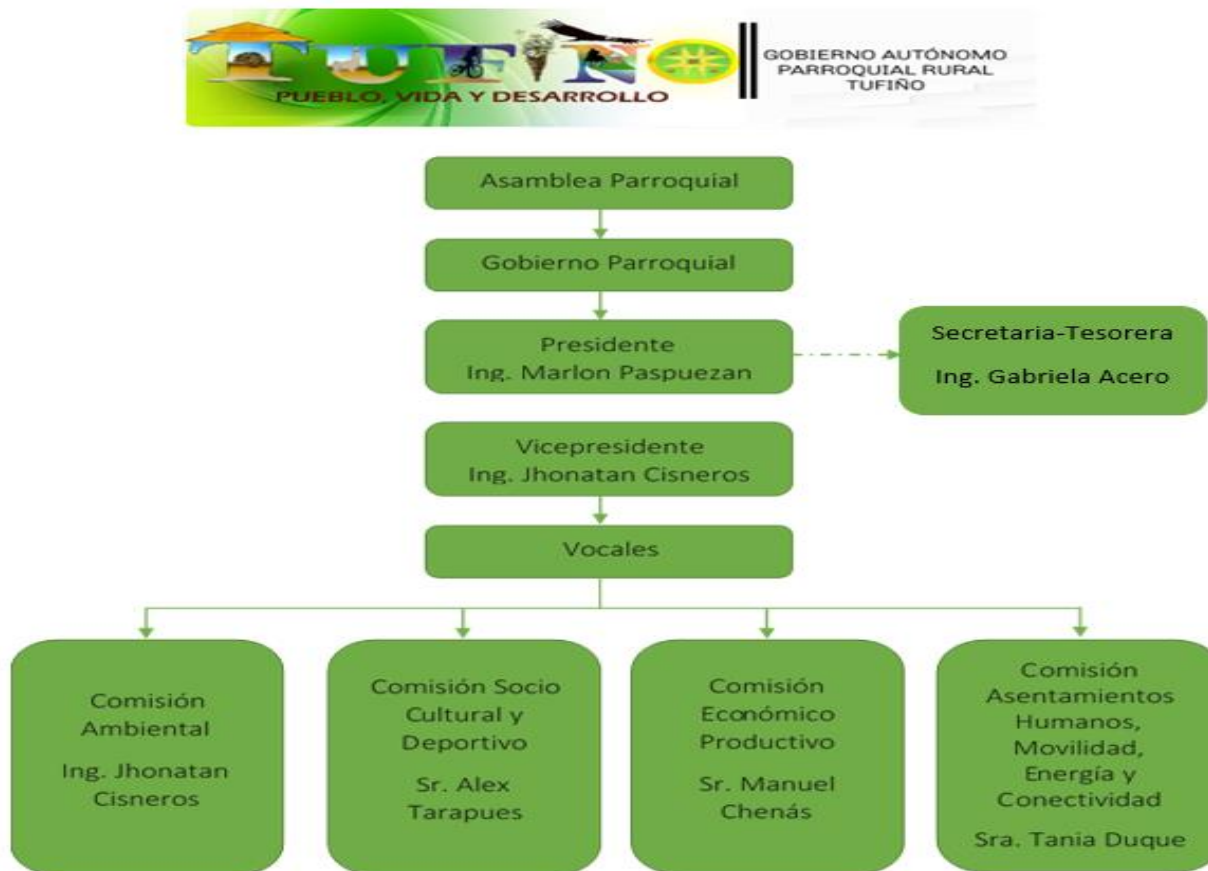 TUFIÑO
PUEBLO, VIDA Y DESARROLLO
GOBIERNO AUTÓNOMO
PARROQUIAL RURAL
TUFIÑO
Asamblea Parroquial
Gobierno Parroquial
Presidente
Ing. Marlon Paspuezan
Secretaria-Tesorera
Ing. Gabriela Acero
Vicepresidente
Ing. Jhonatan Cisneros
Vocales
Comisión
Ambiental
Ing. Jhonatan
Cisneros
Comisión Socio
Cultural y
Deportivo
Sr. Alex
Tarapues
Comisión
Económico
Productivo
Sr. Manuel
Chenás
Comisión
Asentamientos
Humanos,
Movilidad,
Energía y
Conectividad
Sra. Tania Duque